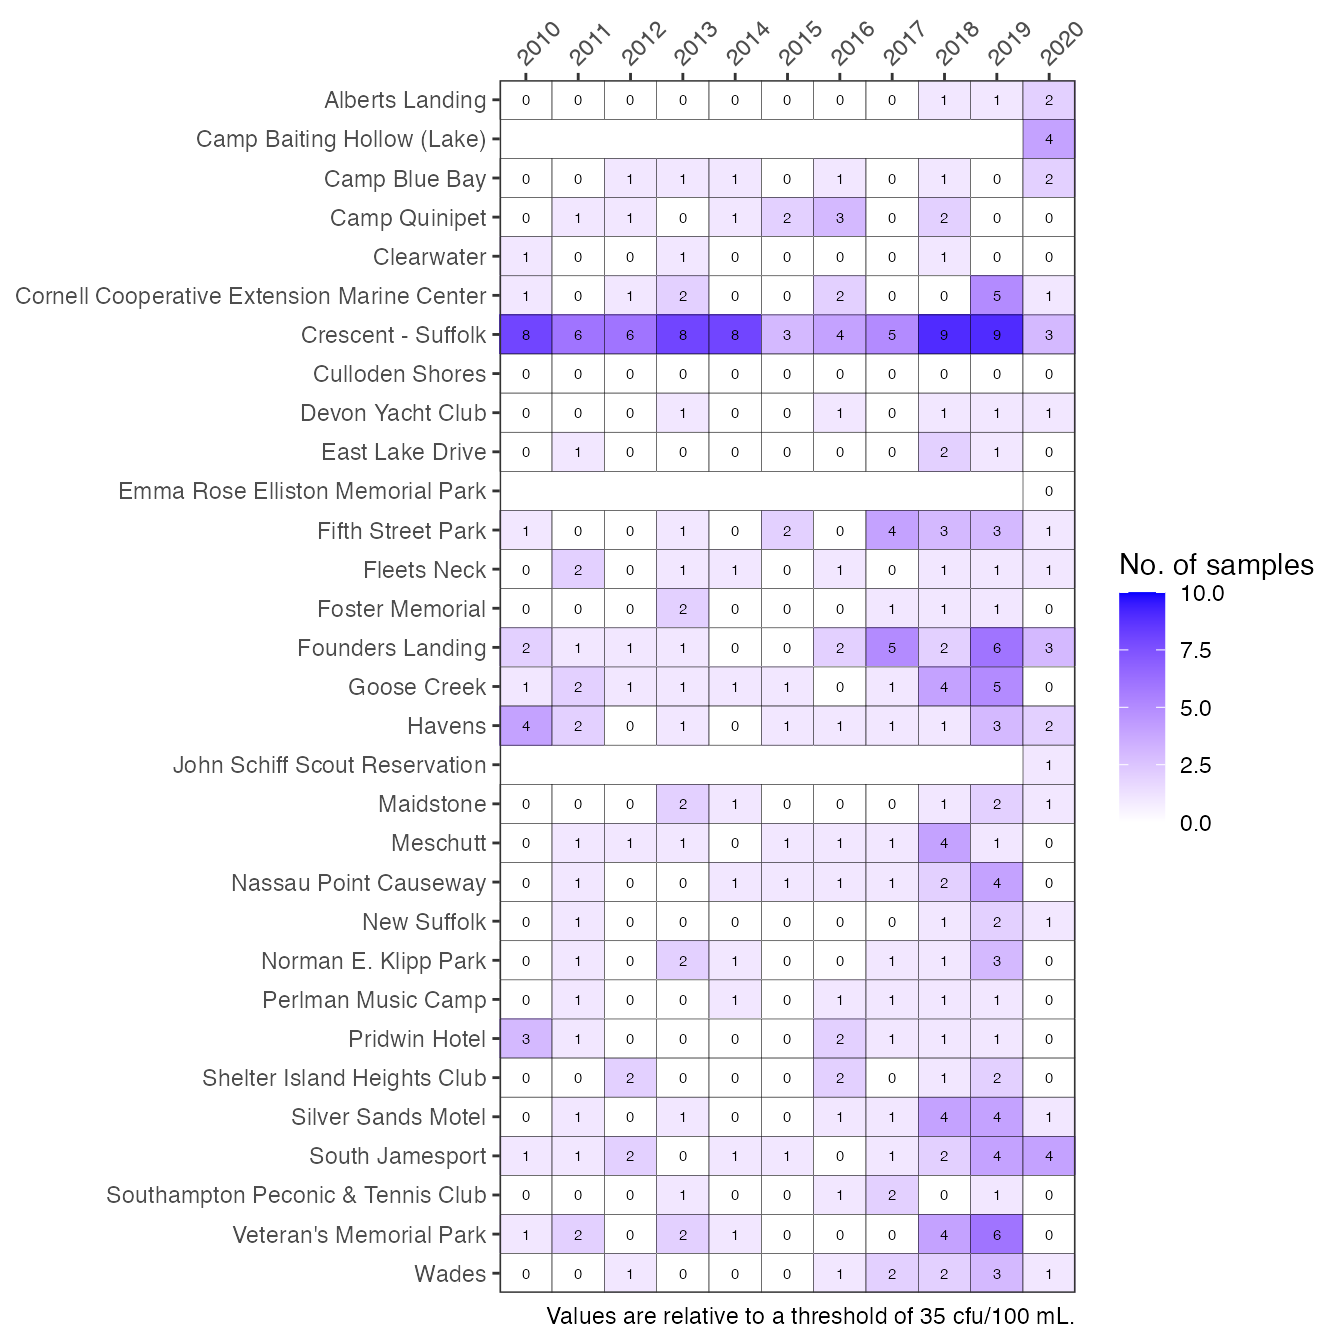 2010 2011 2012 2013 2014 2015 2016 2017 2018 2019 2020
Alberts Landing 0 0 0 0 0 0 0 0 1 1 2
Camp Baiting Hollow (Lake) 4
Camp Blue Bay 0 0 1 1 1 0 1 0 1 0 2
Camp Quinipet 0 1 1 0 1 2 3 0 2 0 0
Clearwater 1 0 0 1 0 0 0 0 1 0 0
Cornell Cooperative Extension Marine Center 1 0 1 2 0 0 2 0 0 5 1
Crescent - Suffolk 8 6 6 8 8 3 4 5 9 9 3
Culloden Shores 0 0 0 0 0 0 0 0 0 0 0
Devon Yacht Club 0 0 0 1 0 0 1 0 1 1 1
East Lake Drive 0 1 0 0 0 0 0 0 2 1 0
Emma Rose Elliston Memorial Park 0
Fifth Street Park 1 0 0 1 0 2 0 4 3 3 1
Fleets Neck 0 2 0 1 1 0 1 0 1 1 1
Foster Memorial 0 0 0 2 0 0 0 1 1 1 0
Founders Landing 2 1 1 1 0 0 2 5 2 6 3
Goose Creek 1 2 1 1 1 1 0 1 4 5 0
Havens 4 2 0 1 0 1 1 1 1 3 2
John Schiff Scout Reservation 1
Maidstone 0 0 0 2 1 0 0 0 1 2 1
Meschutt 0 1 1 1 0 1 1 1 4 1 0
Nassau Point Causeway 0 1 0 0 1 1 1 1 2 4 0
New Suffolk 0 1 0 0 0 0 0 0 1 2 1
Norman E. Klipp Park 0 1 0 2 1 0 0 1 1 3 0
Perlman Music Camp 0 1 0 0 1 0 1 1 1 1 0
Pridwin Hotel 3 1 0 0 0 0 2 1 1 1 0
Shelter Island Heights Club 0 0 2 0 0 0 2 0 1 2 0
Silver Sands Motel 0 1 0 1 0 0 1 1 4 4 1
South Jamesport 1 1 2 0 1 1 0 1 2 4 4
Southampton Peconic & Tennis Club 0 0 0 1 0 0 1 2 0 1 0
Veteran's Memorial Park 1 2 0 2 1 0 0 0 4 6 0
Wades 0 0 1 0 0 0 1 2 2 3 1
Values are relative to a threshold of 35 cfu/100 mL.
No. of samples
10.0
7.5
5.0
2.5
0.0